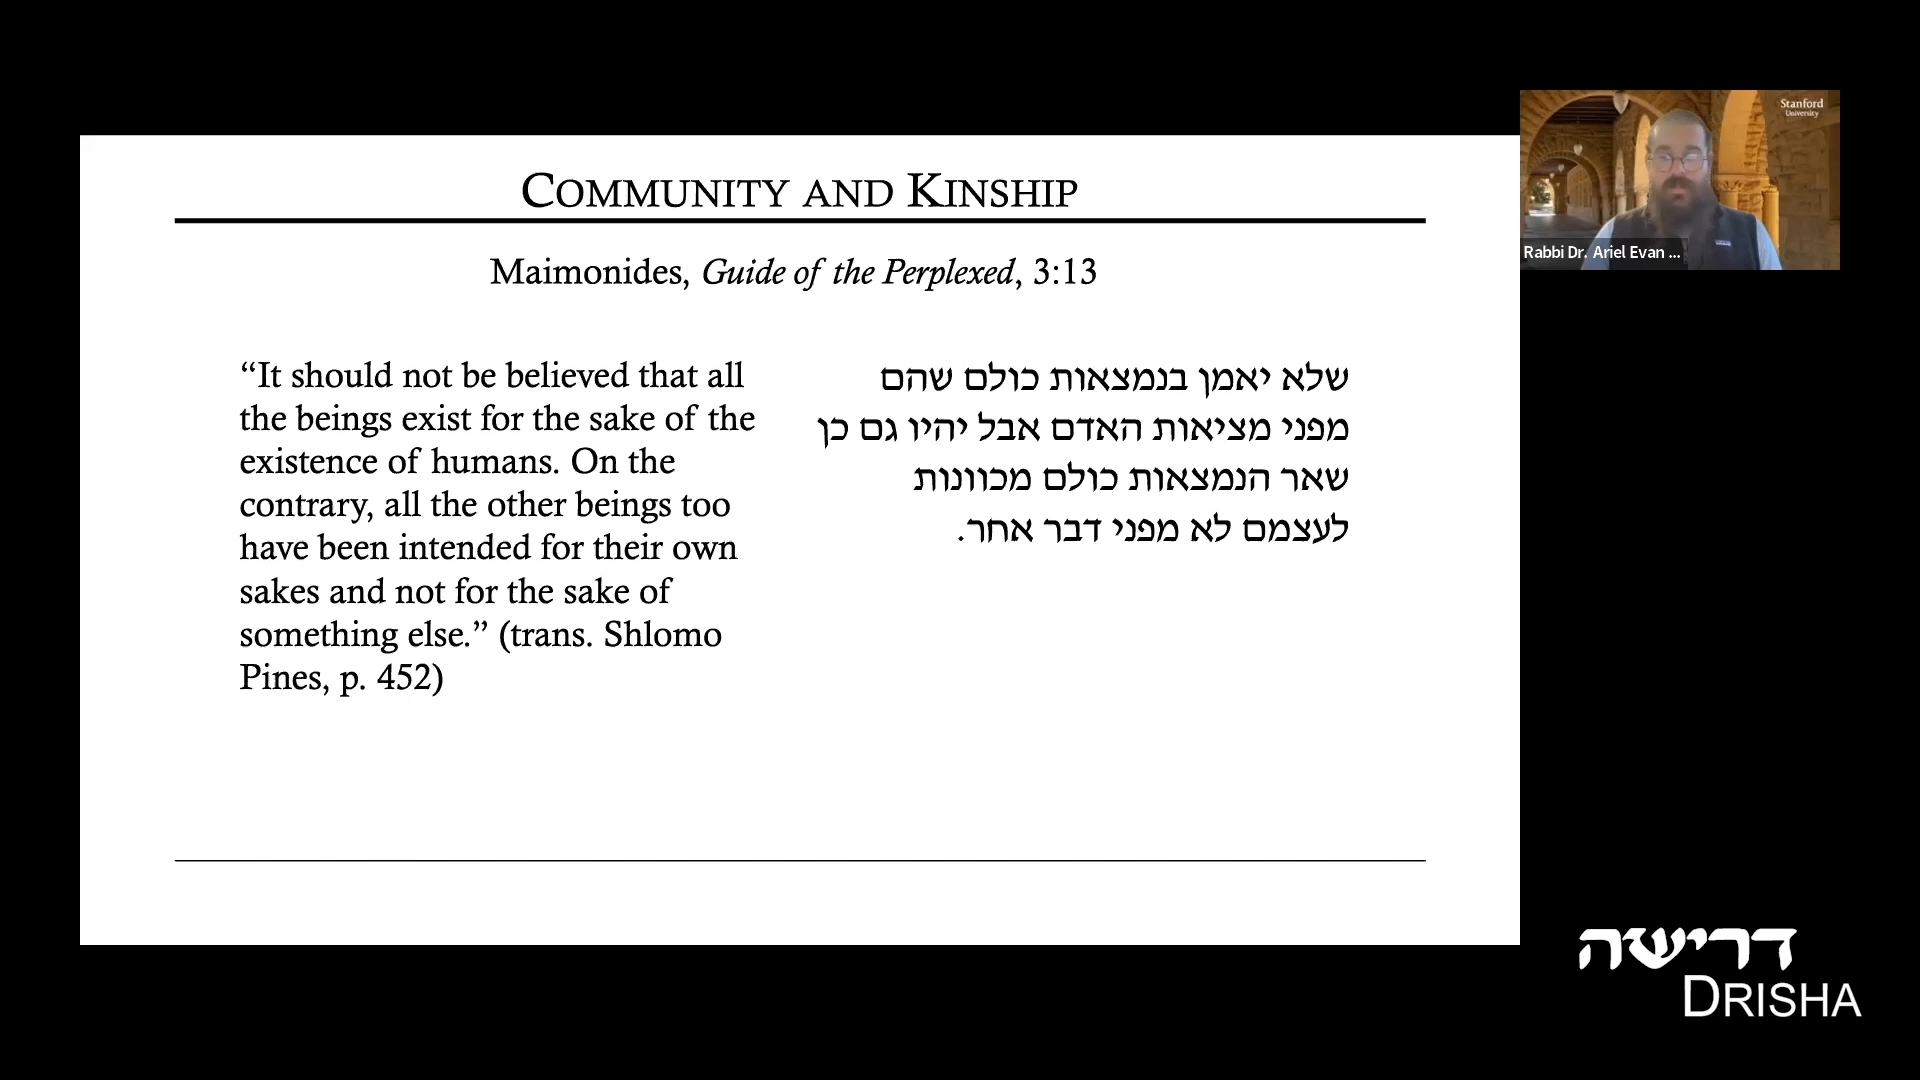 COMMUNITY AND KINSHIP
Maimonides, Guide of the Perplexed, 3:13
“It should not be believed that all
the beings exist for the sake of the
existence of humans. On the
contrary, all the other beings too
have been intended for their own
sakes and not for the sake of
something else.” (trans. Shlomo
Pines, p. 452)
שלא יאמן בנמצאות כולם שהם
מפני מציאות האדם אבל יהיו גם כן
שאר הנמצאות כולם מכוונות
לעצמם לא מפני דבר אחר.
Stanford
University
Rabbi Dr. Ariel Evan ...
דרישה
DRISHA